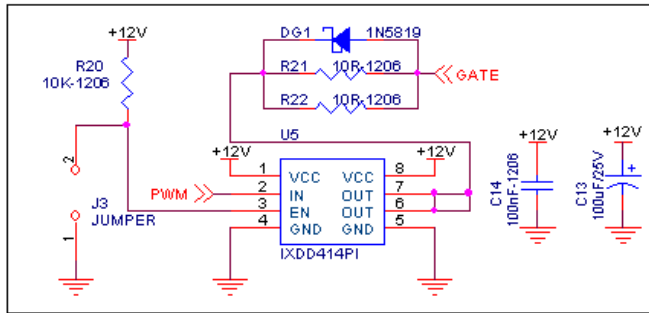 +12V
DG1 1N5819
R20
10K-1206
R21 10R-1206
GATE
R22 10R-1206
U5
+12V +12V +12V +12V
1 VCC VCC 8
PWM 2 IN OUT 7
3 EN OUT 6
4 GND GND 5
IXDD414PI
2
J3
JUMPER
1
C14
100nF-1206
C13
100uF/25V
+